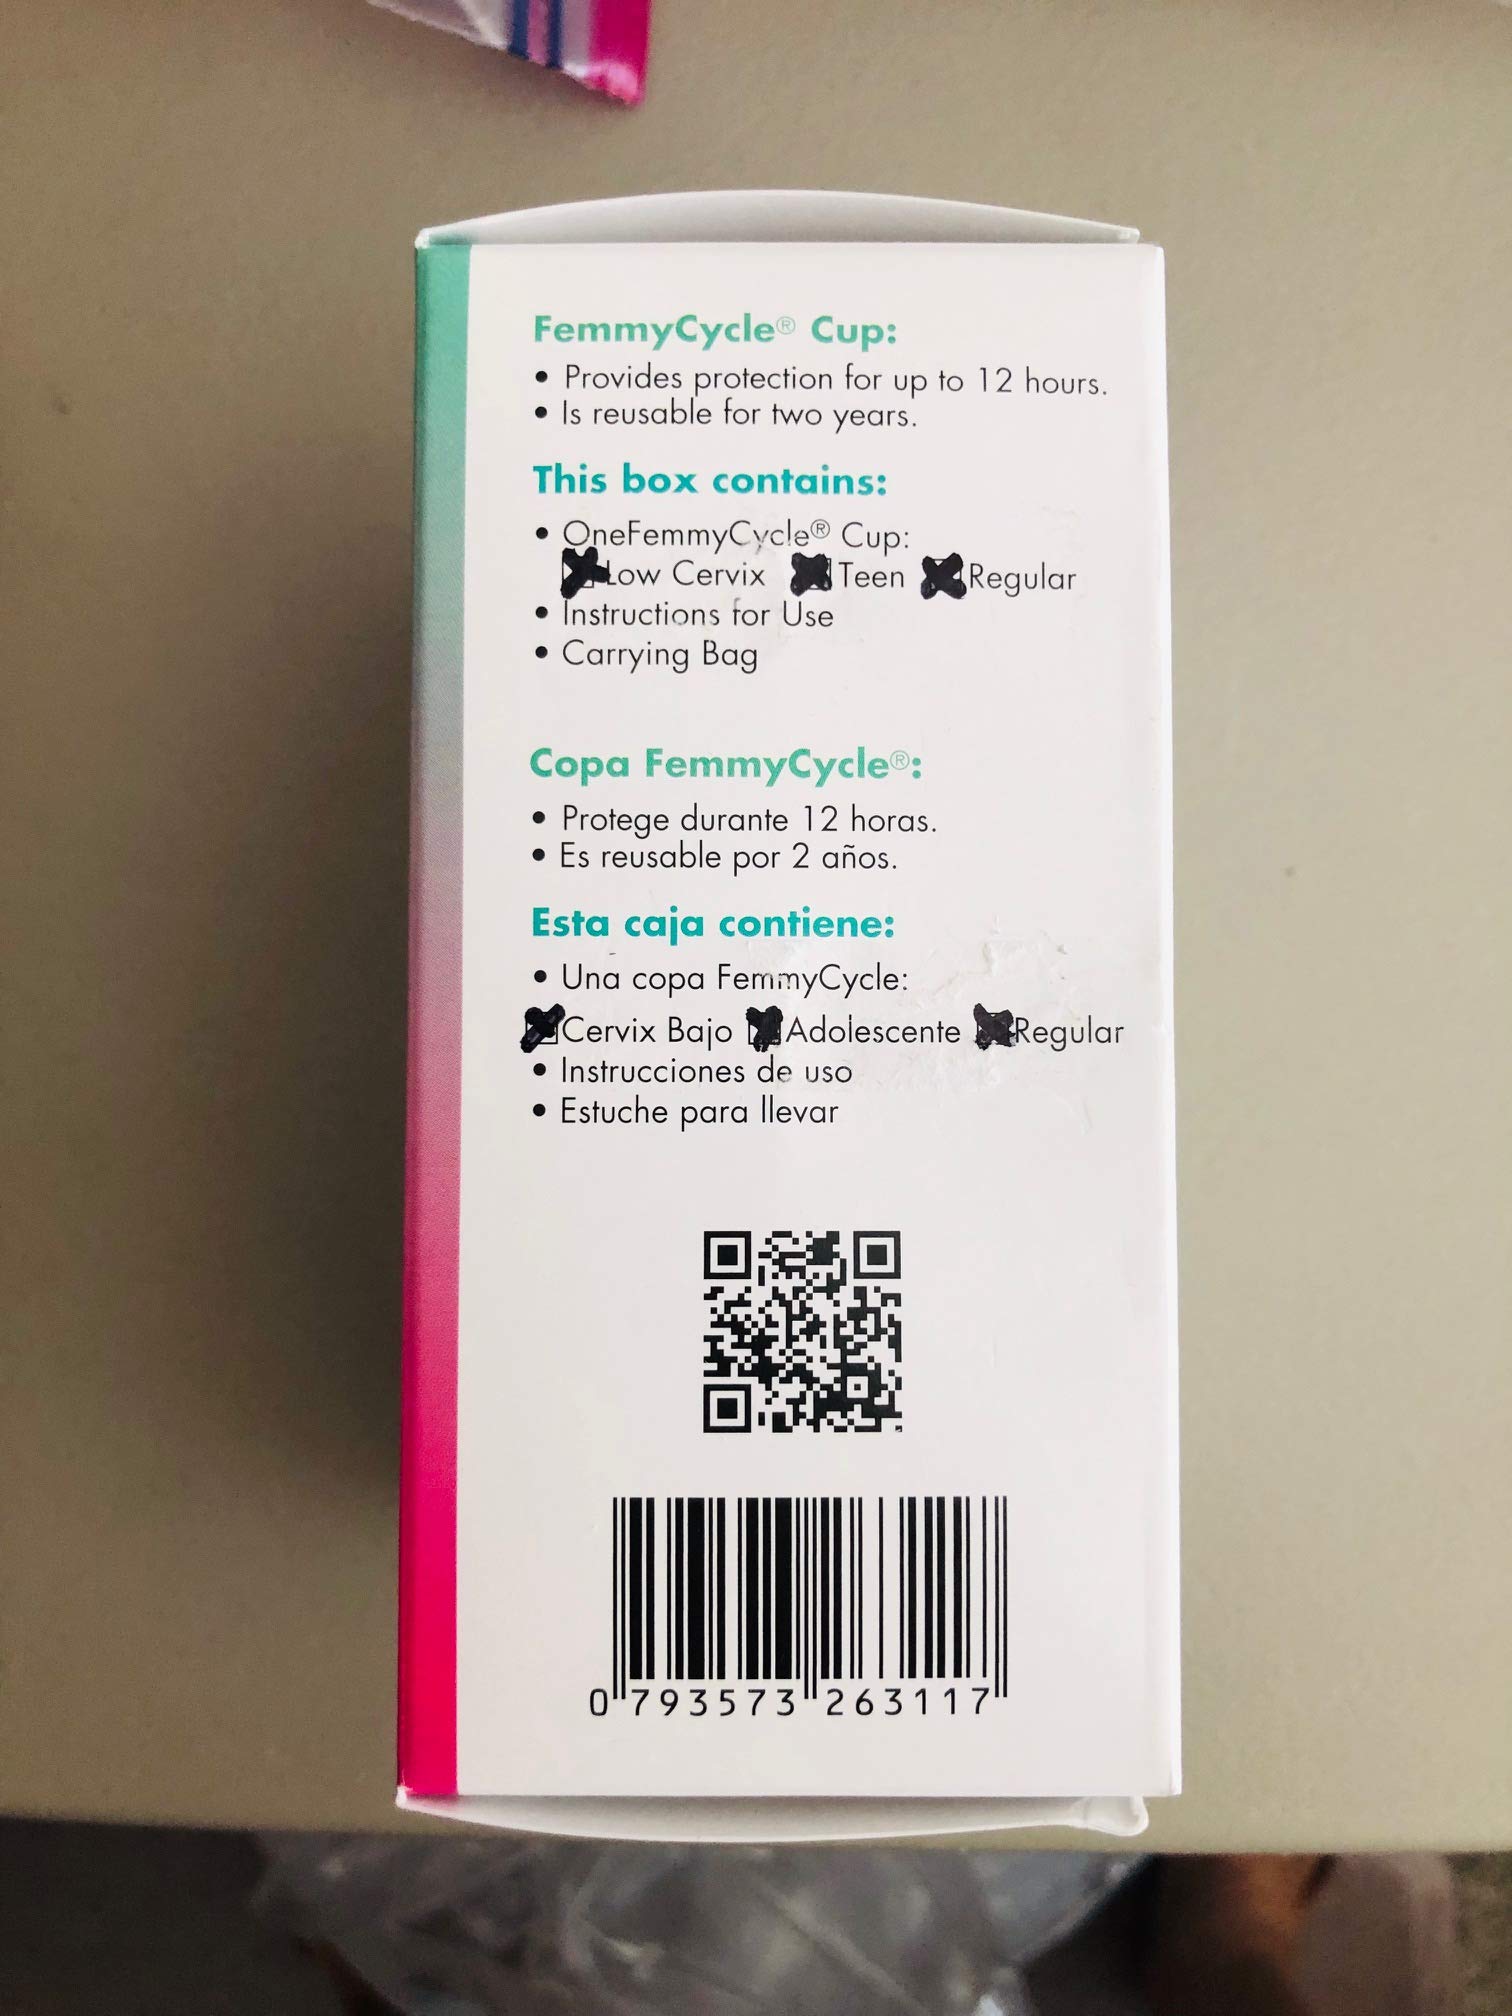 FemmyCycle® Cup:
• Provides protection for up to 12 hours.
• Is reusable for two years.
This box contains:
• OneFemmyCycle® Cup:
Low Cervix Teen Regular
• Instructions for Use
• Carrying Bag
Copa FemmyCycle®:
• Protege durante 12 horas.
• Es reusable por 2 años.
Esta caja contiene:
• Una copa FemmyCycle:
Cervix Bajo Adolescente Regular
• Instrucciones de uso
• Estuche para llevar
0 793573 263117